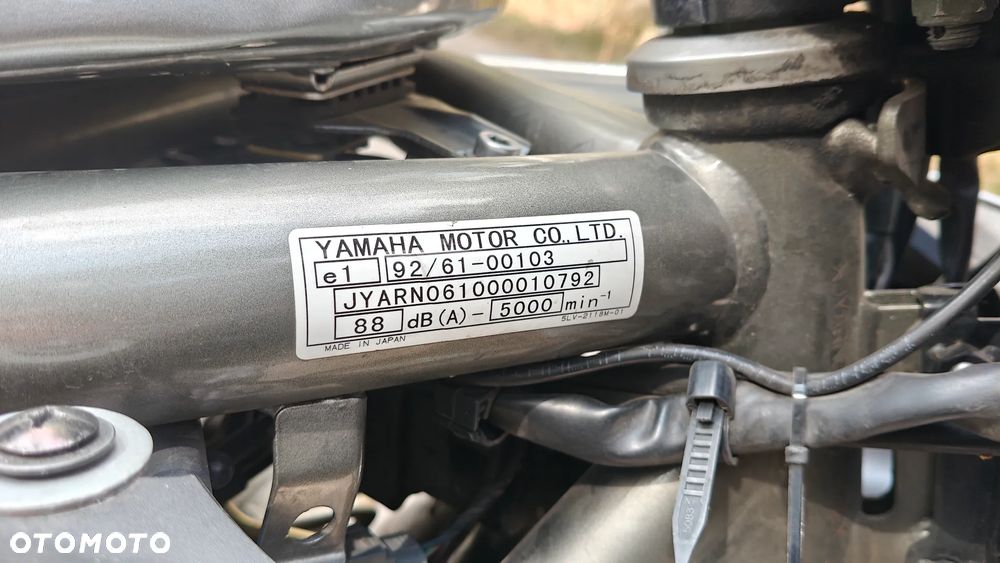 YAMAHA MOTOR CO., LTD.
e1 92/61-00103
JYARN061000010792
88 dB(A)-5000 min⁻¹
MADE IN JAPAN 5LV-2118M-01
OTOMOTO